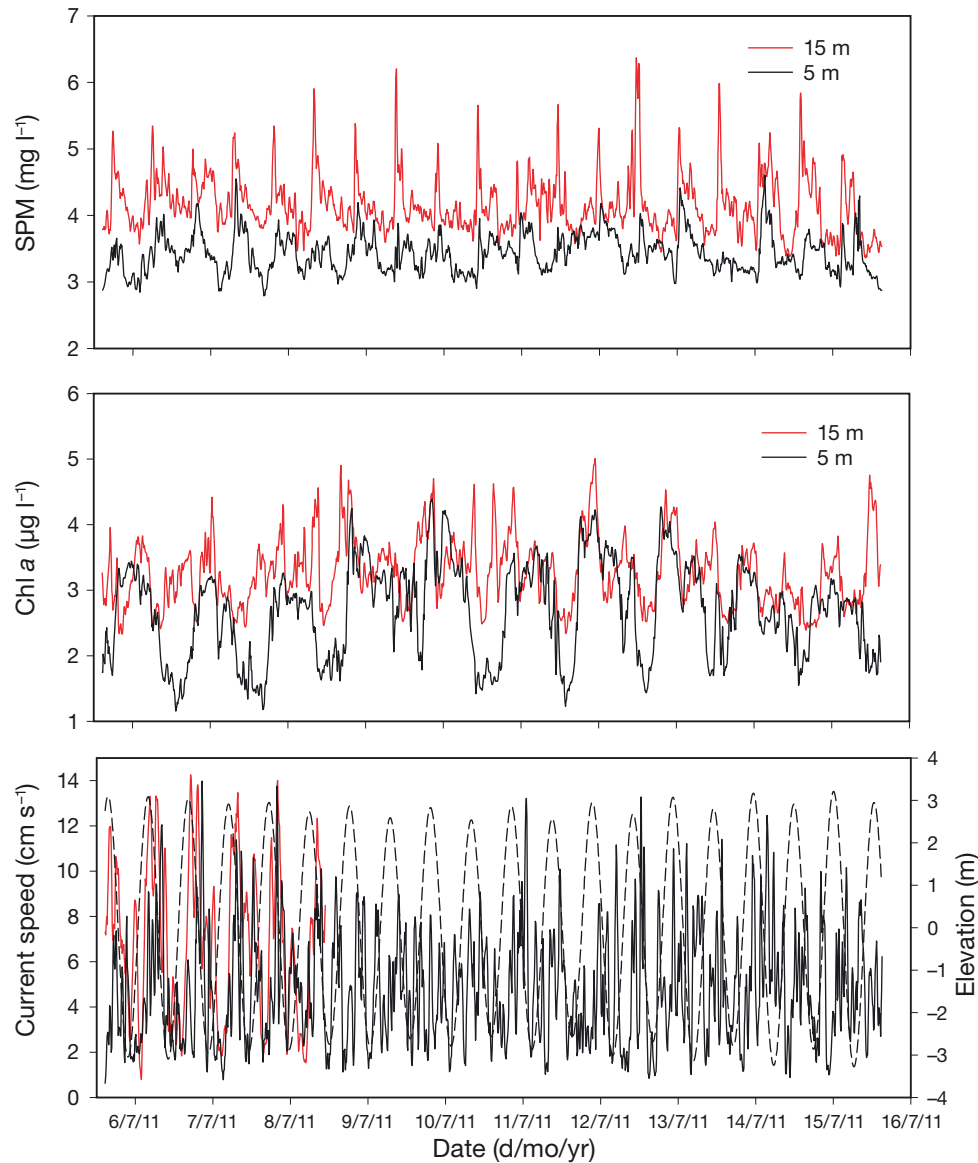 7
6
5
4
3
2
SPM (mg l⁻¹)
15 m
5 m
6
5
4
3
2
1
Chl a (µg l⁻¹)
15 m
5 m
14
12
10
8
6
4
2
0
Current speed (cm s⁻¹)
4
3
2
1
0
−1
−2
−3
−4
Elevation (m)
6/7/11 7/7/11 8/7/11 9/7/11 10/7/11 11/7/11 12/7/11 13/7/11 14/7/11 15/7/11 16/7/11
Date (d/mo/yr)